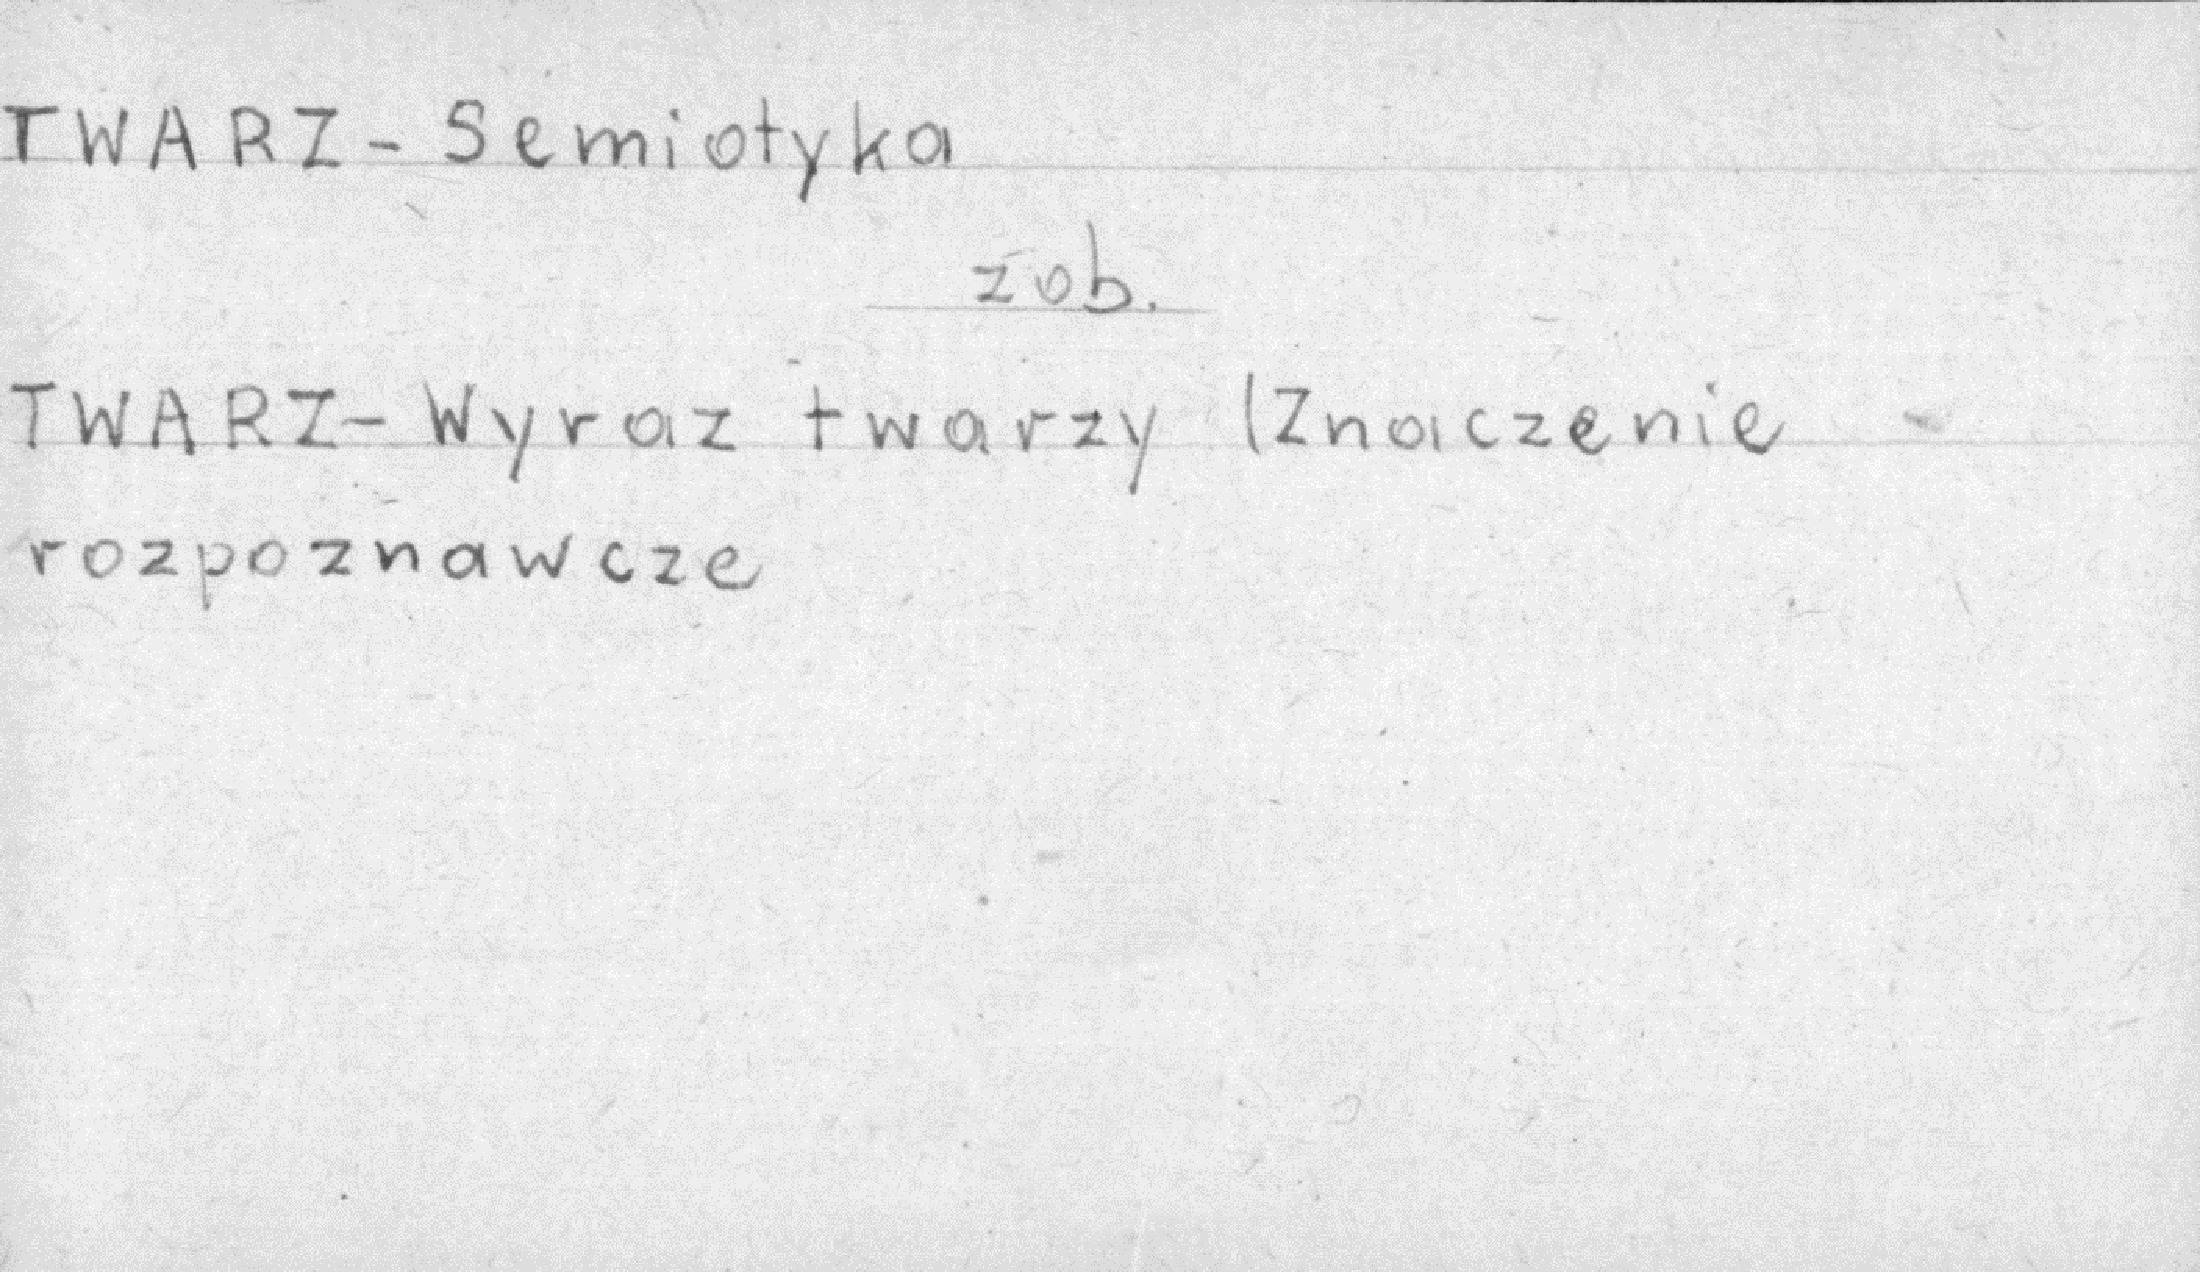 TWARZ - Semiotyka
zob.
TWARZ - Wyraz twarzy (Znaczenie
rozpoznawcze